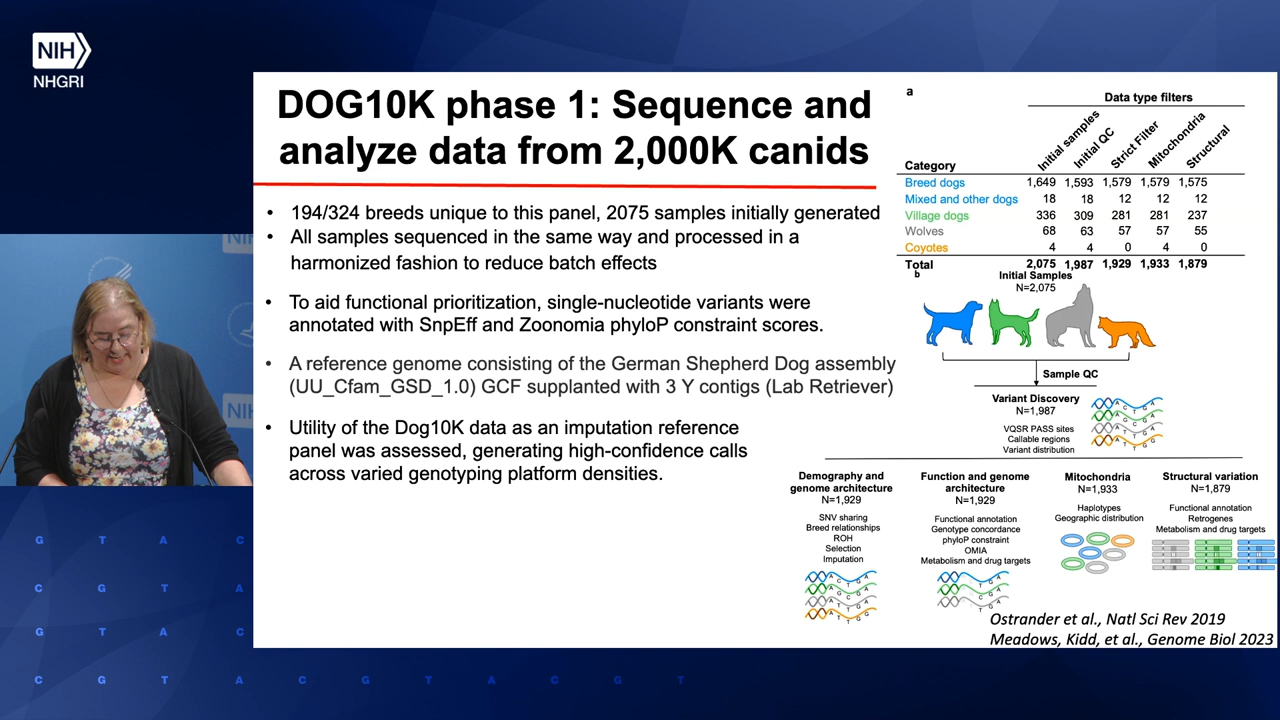 NIH
NHGRI
DOG10K phase 1: Sequence and
analyze data from 2,000K canids
• 194/324 breeds unique to this panel, 2075 samples initially generated
• All samples sequenced in the same way and processed in a
harmonized fashion to reduce batch effects
• To aid functional prioritization, single-nucleotide variants were
annotated with SnpEff and Zoonomia phyloP constraint scores.
• A reference genome consisting of the German Shepherd Dog assembly
(UU_Cfam_GSD_1.0) GCF supplanted with 3 Y contigs (Lab Retriever)
• Utility of the Dog10K data as an imputation reference
panel was assessed, generating high-confidence calls
across varied genotyping platform densities.
a
Data type filters
Category Initial samples Initial QC Strict Filter Mitochondria Structural
Breed dogs 1,649 1,593 1,579 1,579 1,575
Mixed and other dogs 18 18 12 12 12
Village dogs 336 309 281 281 237
Wolves 68 63 57 57 55
Coyotes 4 4 0 4 0
Total 2,075 1,987 1,929 1,933 1,879
b
Initial Samples
N=2,075
Sample QC
Variant Discovery
N=1,987
VQSR PASS sites
Callable regions
Variant distribution
Demography and
genome architecture
N=1,929
SNV sharing
Breed relationships
ROH
Selection
Imputation
Function and genome
architecture
N=1,929
Functional annotation
Genotype concordance
phyloP constraint
OMIA
Metabolism and drug targets
Mitochondria
N=1,933
Haplotypes
Geographic distribution
Structural variation
N=1,879
Functional annotation
Retrogenes
Metabolism and drug targets
Ostrander et al., Natl Sci Rev 2019
Meadows, Kidd, et al., Genome Biol 2023
G T A C
C G T A
G T A C
C G T A C G T A C G T